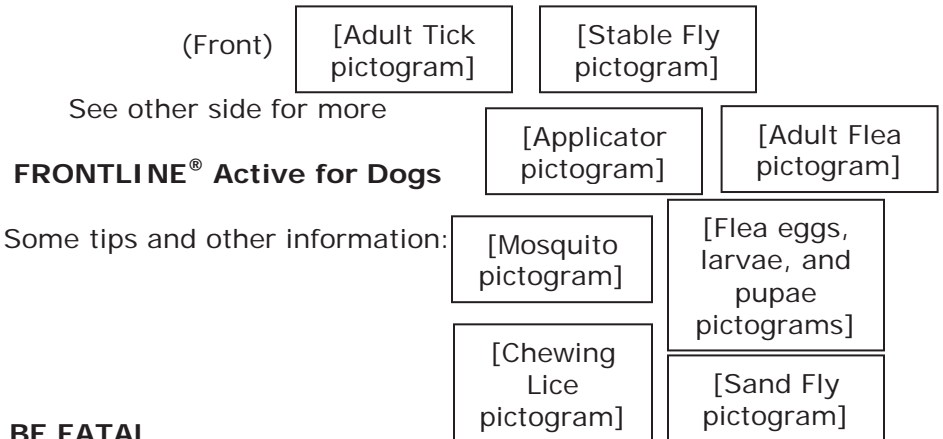 (Front)
[Adult Tick
pictogram]
[Stable Fly
pictogram]
See other side for more
[Applicator
pictogram]
[Adult Flea
pictogram]
FRONTLINE® Active for Dogs
Some tips and other information:
[Mosquito
pictogram]
[Flea eggs,
larvae, and
pupae
pictograms]
[Chewing
Lice
pictogram]
[Sand Fly
pictogram]
BE FATAL